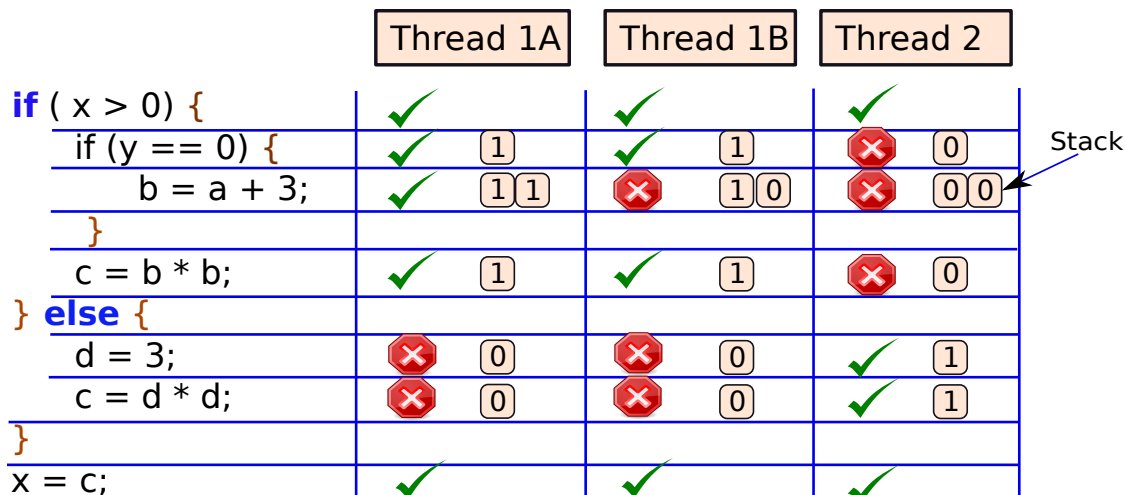 Thread 1A Thread 1B Thread 2
if ( x > 0) {
if (y == 0) { 1 1 0
Stack
b = a + 3; 1 1 1 0 0 0
}
c = b * b; 1 1 0
} else {
d = 3; 0 0 1
c = d * d; 0 0 1
}
x = c;